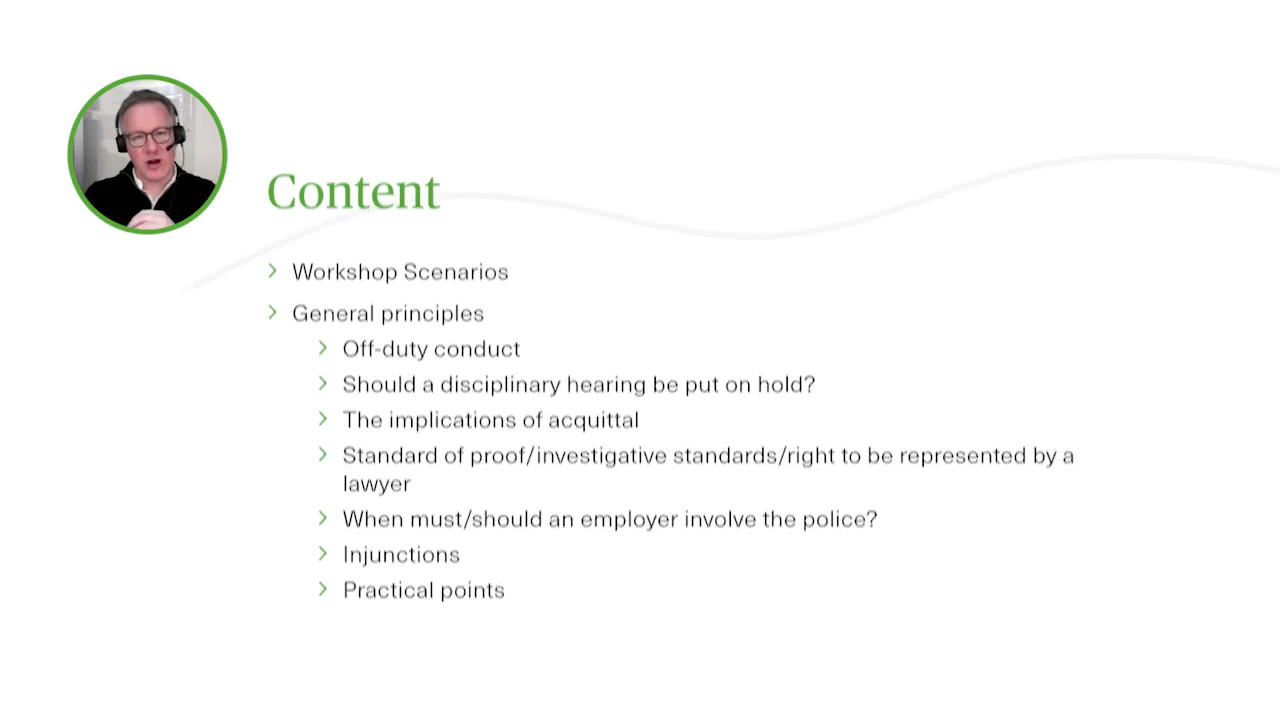 Content
Workshop Scenarios
General principles
Off-duty conduct
Should a disciplinary hearing be put on hold?
The implications of acquittal
Standard of proof/investigative standards/right to be represented by a
lawyer
When must/should an employer involve the police?
Injunctions
Practical points